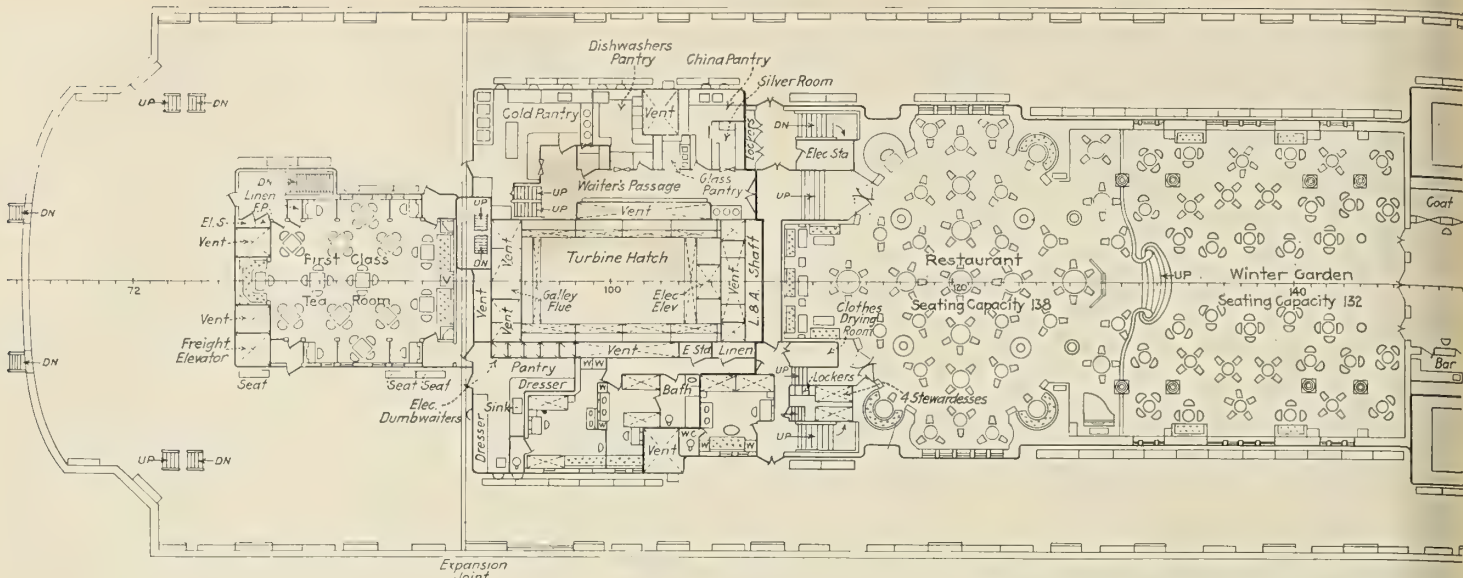 Dishwashers
Pantry
China Pantry
Silver Room
UP
DN
Cold Pantry
Vent
Lockers
DN
Elec Sta
Glass
Pantry
Waiter's Passage
UP
UP
Vent
UP
Dn
Linen
F.P.
El.S.
Vent
First Class
Tea Room
Vent
Freight
Elevator
Seat
Seat
Seat
UP
DN
Vent
Vent
Vent
Turbine Hatch
Galley
Flue
100
Elec
Elev
Vent
L.B.A. Shaft
Restaurant
120
Seating Capacity 138
UP
Winter Garden
140
Seating Capacity 132
Coat
Bar
72
DN
DN
Clothes
Drying
Room
Vent
E Sta
Linen
Pantry
Dresser
W
W
Bath
UP
Lockers
4 Stewardesses
Elec.
Dumbwaiters
Sink
Dresser
W
W
W
W C
W
W
Vent
UP
UP
DN
Expansion
Joint